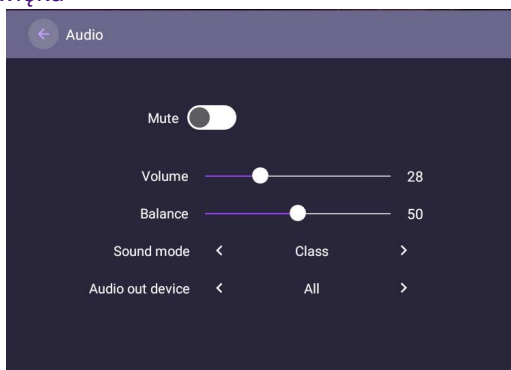 Audio
Mute
Volume 28
Balance 50
Sound mode < Class >
Audio out device < All >